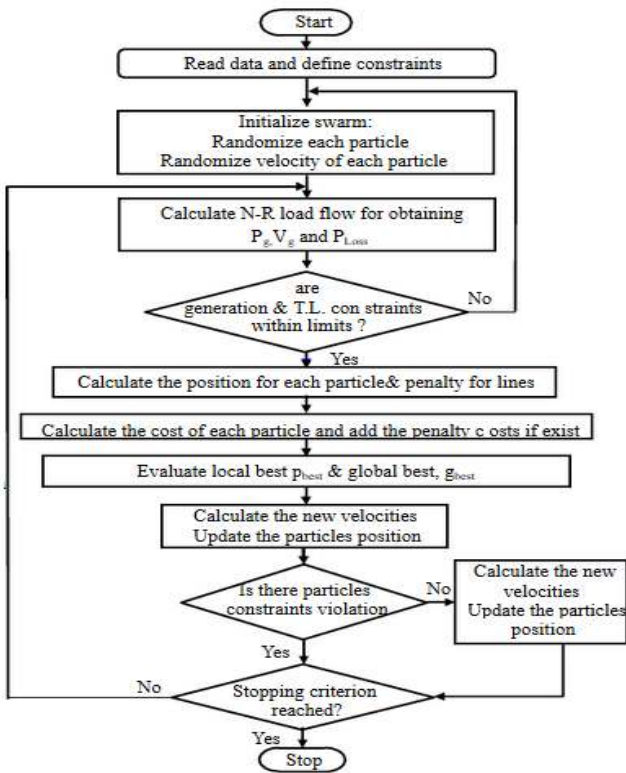 Start
Read data and define constraints
Initialize swarm:
Randomize each particle
Randomize velocity of each particle
Calculate N-R load flow for obtaining
Pg,Vg and PLoss
are
generation & T.L. con straints
within limits ?
No
Yes
Calculate the position for each particle& penalty for lines
Calculate the cost of each particle and add the penalty c osts if exist
Evaluate local best pbest & global best, gbest
Calculate the new velocities
Update the particles position
Is there particles
constraints violation
No
Calculate the new
velocities
Update the particles
position
Yes
Stopping criterion
reached?
No
Yes
Stop